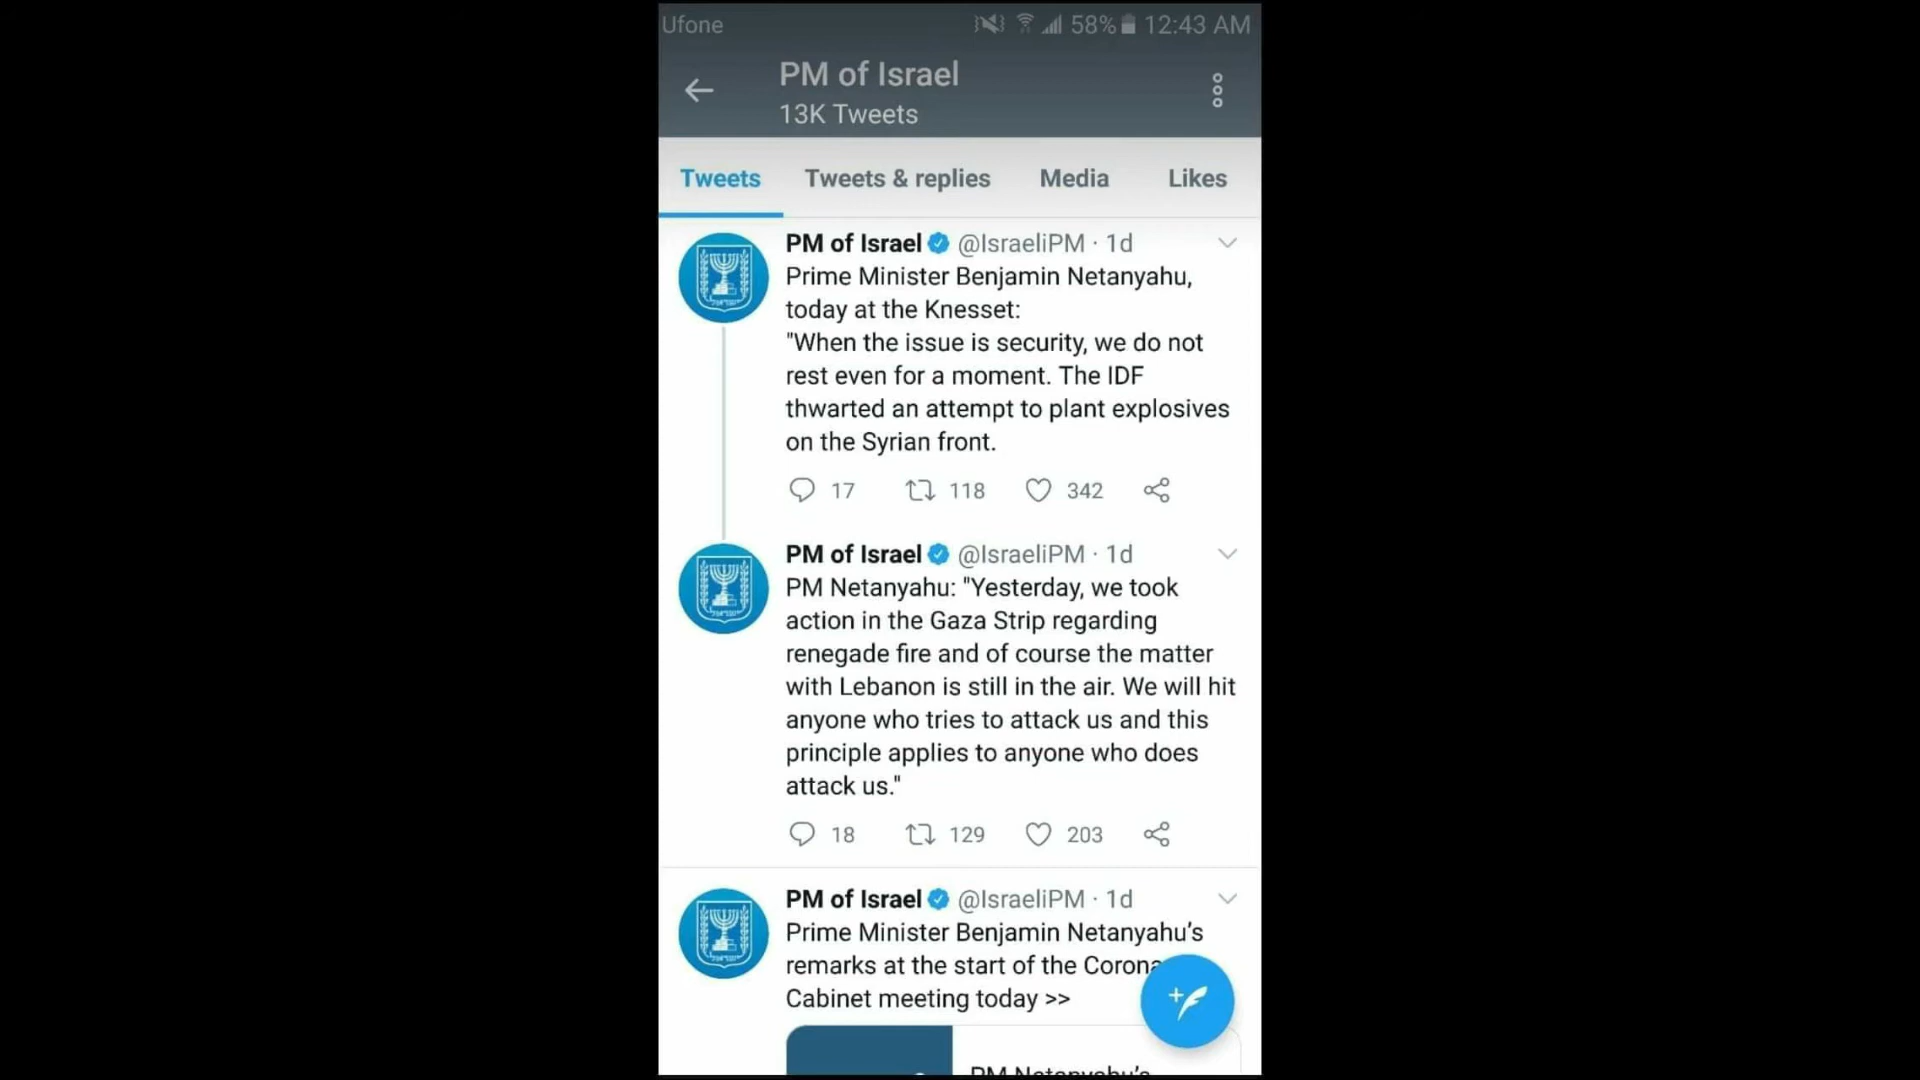 Ufone 58% 12:43 AM
PM of Israel
13K Tweets
Tweets Tweets & replies Media Likes
PM of Israel @IsraeliPM · 1d
Prime Minister Benjamin Netanyahu,
today at the Knesset:
"When the issue is security, we do not
rest even for a moment. The IDF
thwarted an attempt to plant explosives
on the Syrian front.
17 118 342
PM of Israel @IsraeliPM · 1d
PM Netanyahu: "Yesterday, we took
action in the Gaza Strip regarding
renegade fire and of course the matter
with Lebanon is still in the air. We will hit
anyone who tries to attack us and this
principle applies to anyone who does
attack us."
18 129 203
PM of Israel @IsraeliPM · 1d
Prime Minister Benjamin Netanyahu's
remarks at the start of the Corona
Cabinet meeting today >>
PM Netanyahu's